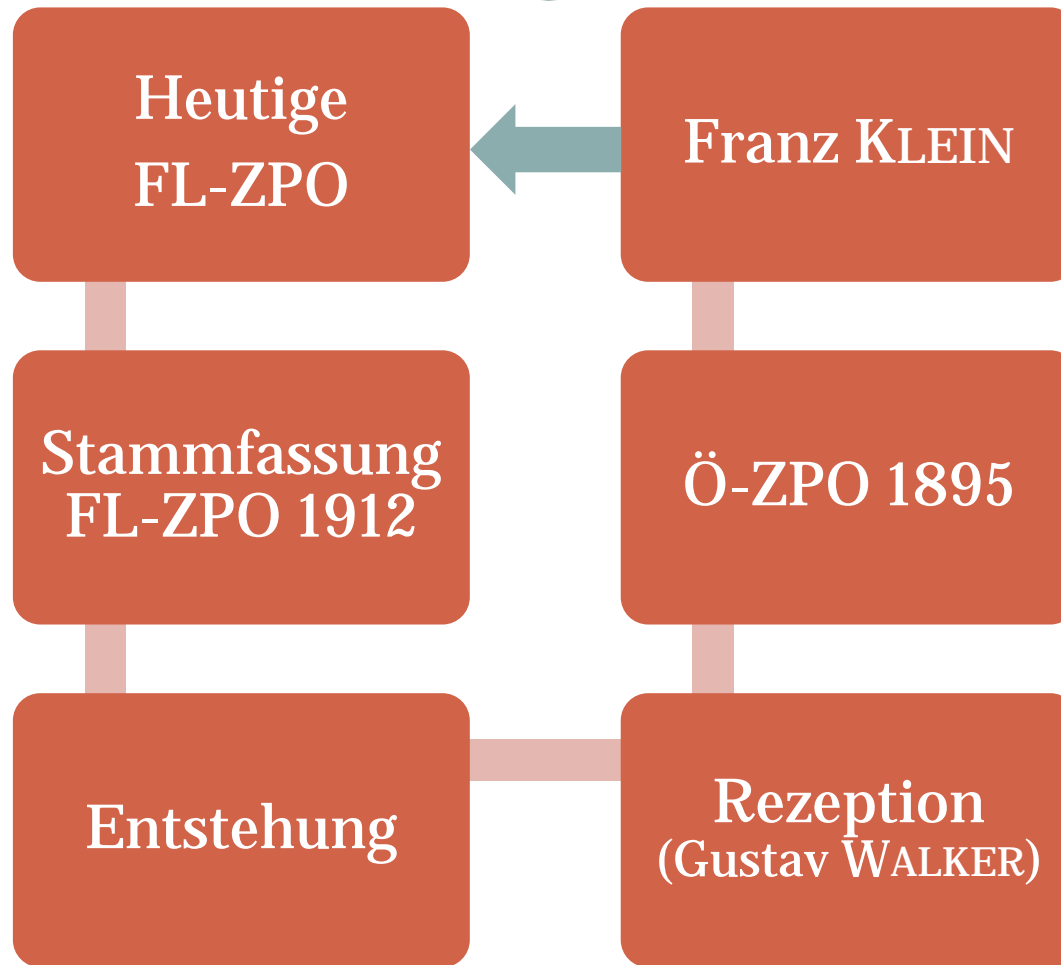 Heutige
FL-ZPO
Franz KLEIN
Stammfassung
FL-ZPO 1912
Ö-ZPO 1895
Entstehung
Rezeption
(Gustav WALKER)